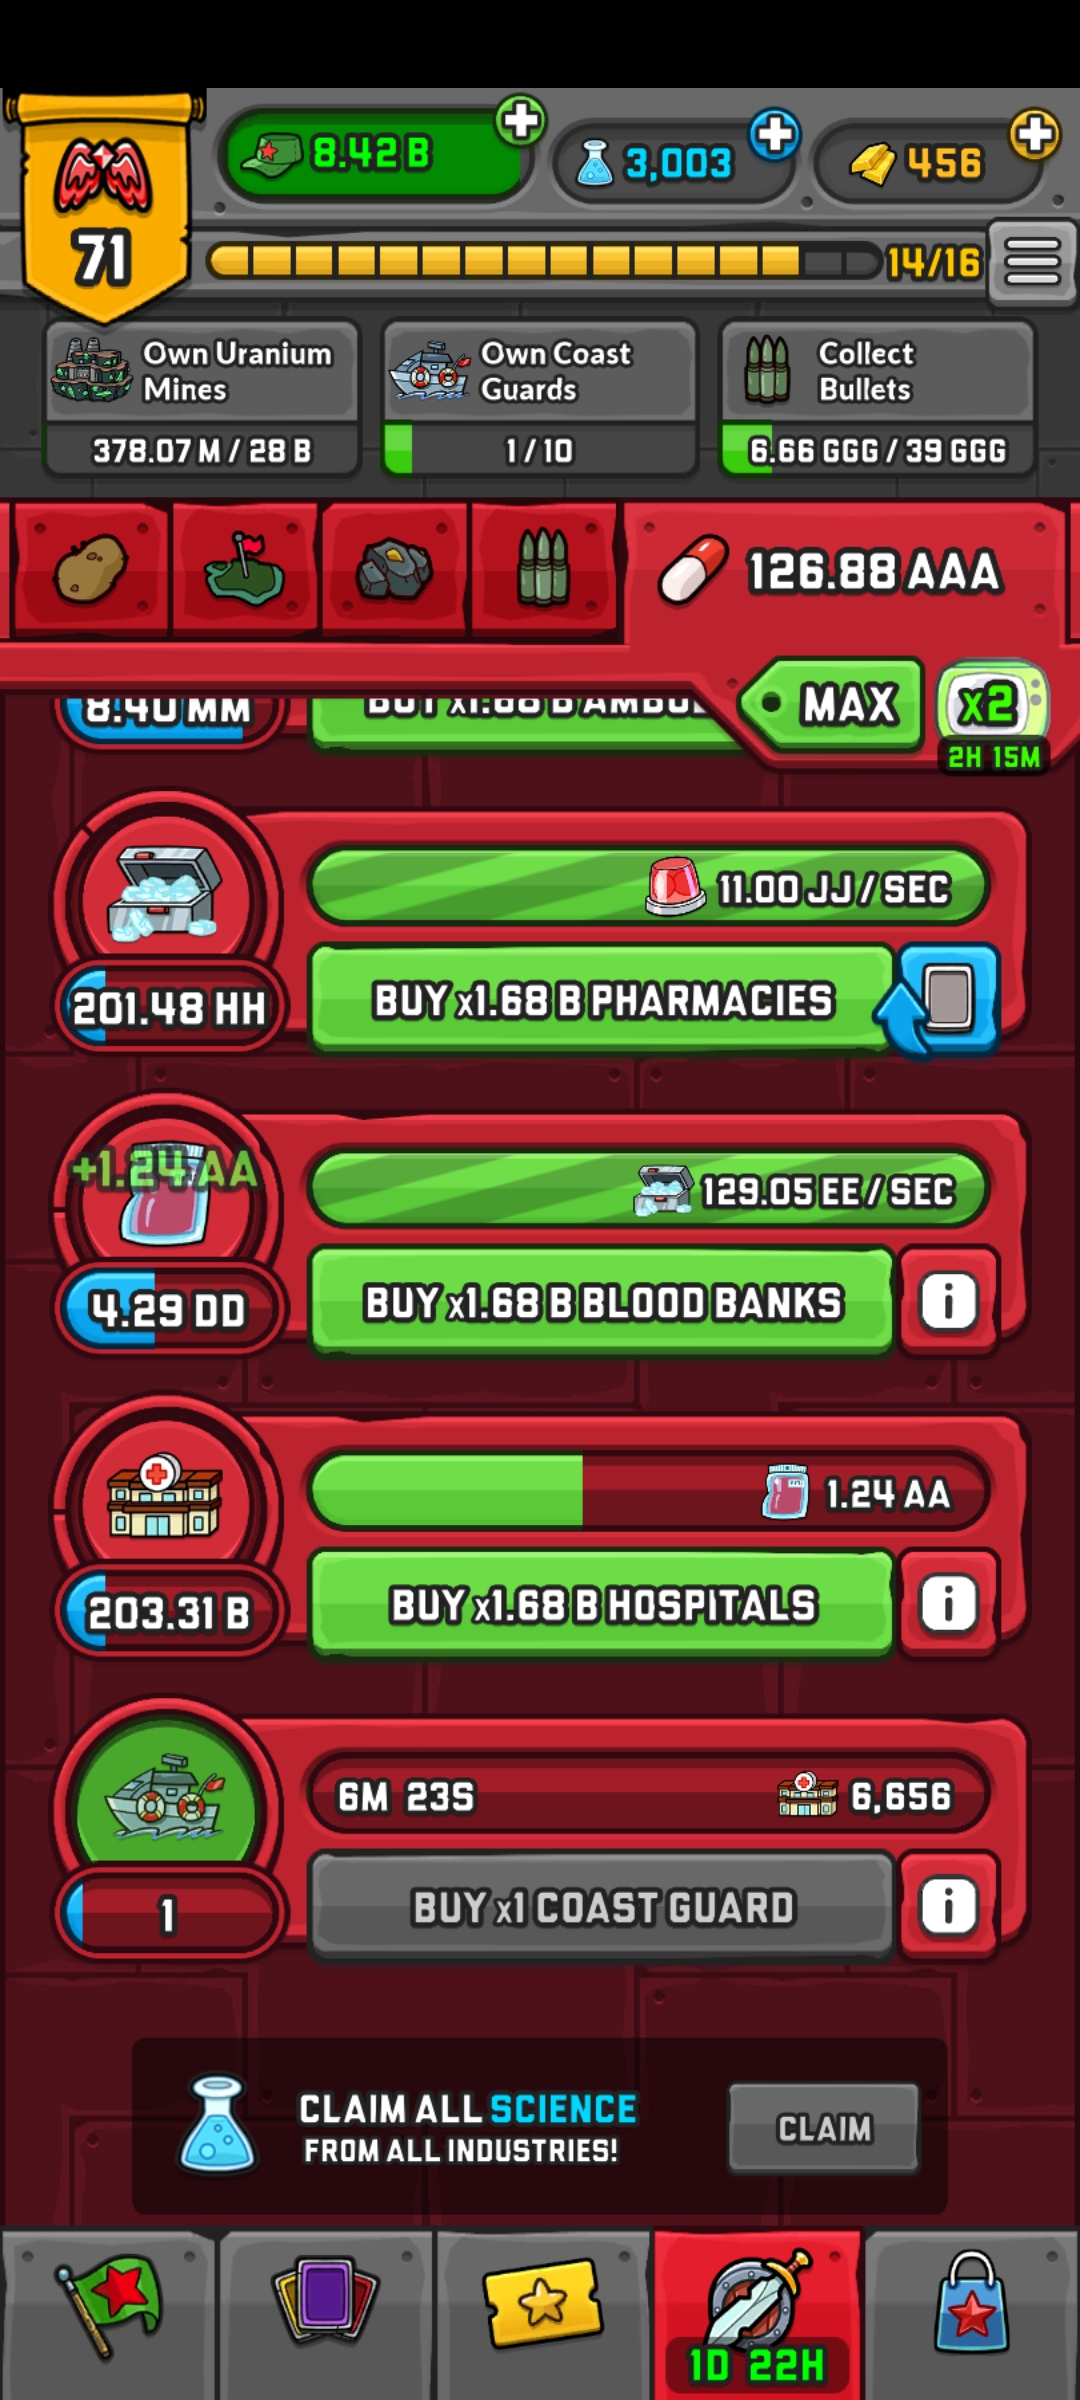 71
8.42 B
3,003
456
14/16
Own Uranium
Mines
378.07 M / 28 B
Own Coast
Guards
1 / 10
Collect
Bullets
6.66 GGG / 39 GGG
126.88 AAA
MAX
x2
2H 15M
8.40 MM
BUY x1.68 B
11.00 JJ / SEC
201.48 HH
BUY x1.68 B PHARMACIES
+1.24 AA
129.05 EE / SEC
4.29 DD
BUY x1.68 B BLOOD BANKS
i
1.24 AA
203.31 B
BUY x1.68 B HOSPITALS
i
6M 23S
6,656
1
BUY x1 COAST GUARD
i
CLAIM ALL SCIENCE
FROM ALL INDUSTRIES!
CLAIM
1D 22H